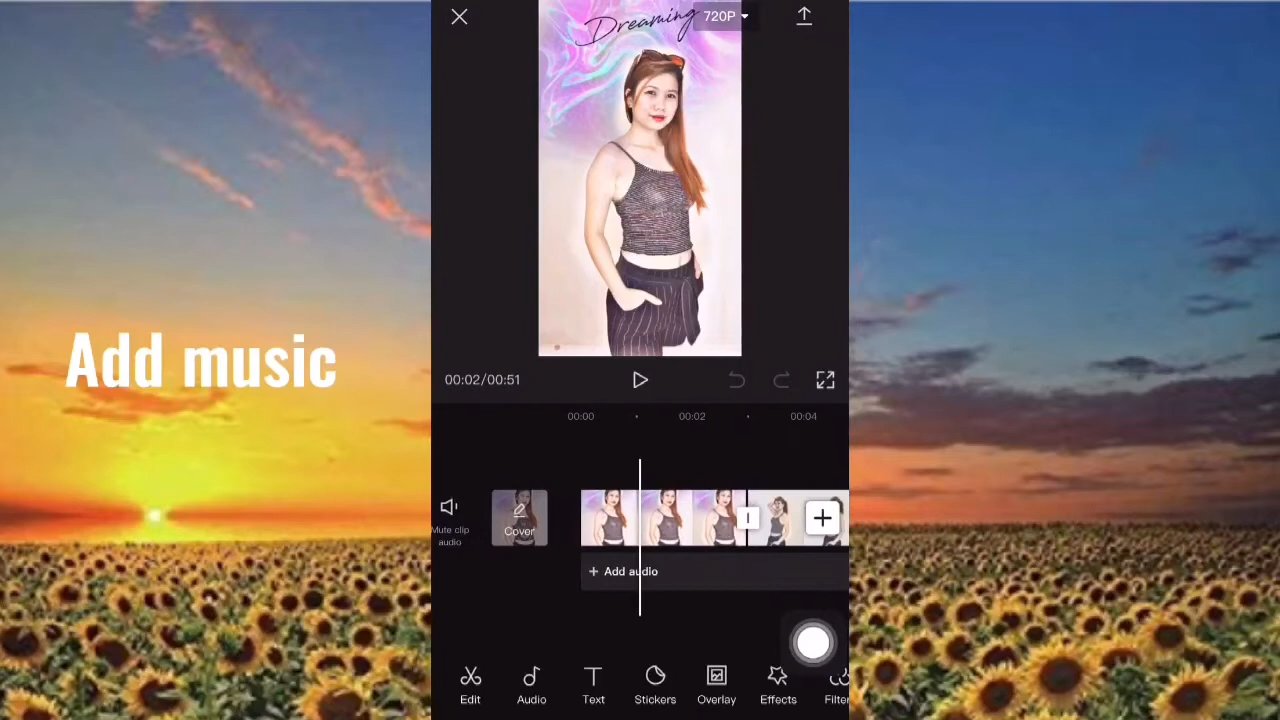 Dreaming
720P
Add music
00:02/00:51
00:00
00:02
00:04
Mute clip
audio
Cover
+ Add audio
Edit
Audio
Text
Stickers
Overlay
Effects
Filter